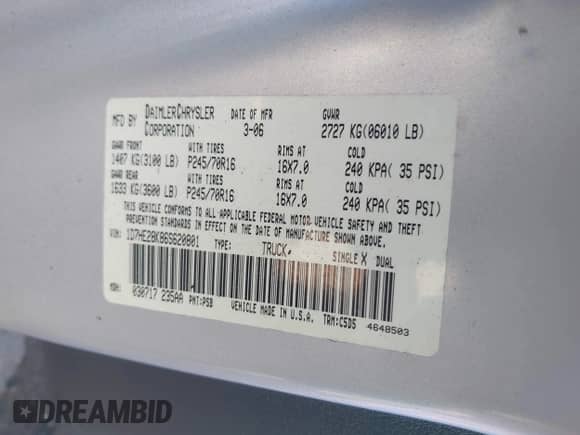 MFD BY DAIMLERCHRYSLER CORPORATION DATE OF MFR 3-06 GVWR 2727 KG(06010 LB)
GAWR FRONT WITH TIRES RIMS AT COLD
1407 KG(3100 LB) P245/70R16 16X7.0 240 KPA( 35 PSI)
GAWR REAR WITH TIRES RIMS AT COLD
1633 KG(3600 LB) P245/70R16 16X7.0 240 KPA( 35 PSI)
THIS VEHICLE CONFORMS TO ALL APPLICABLE FEDERAL MOTOR VEHICLE SAFETY AND THEFT
PREVENTION STANDARDS IN EFFECT ON THE DATE OF MANUFACTURE SHOWN ABOVE.
VIN: 1D7HE28K86S620801 TYPE: TRUCK. SINGLE X DUAL
MDH: 030717 235AA PNT:PSB VEHICLE MADE IN U.S.A. TRM:C5D5 4648503
DREAMBID